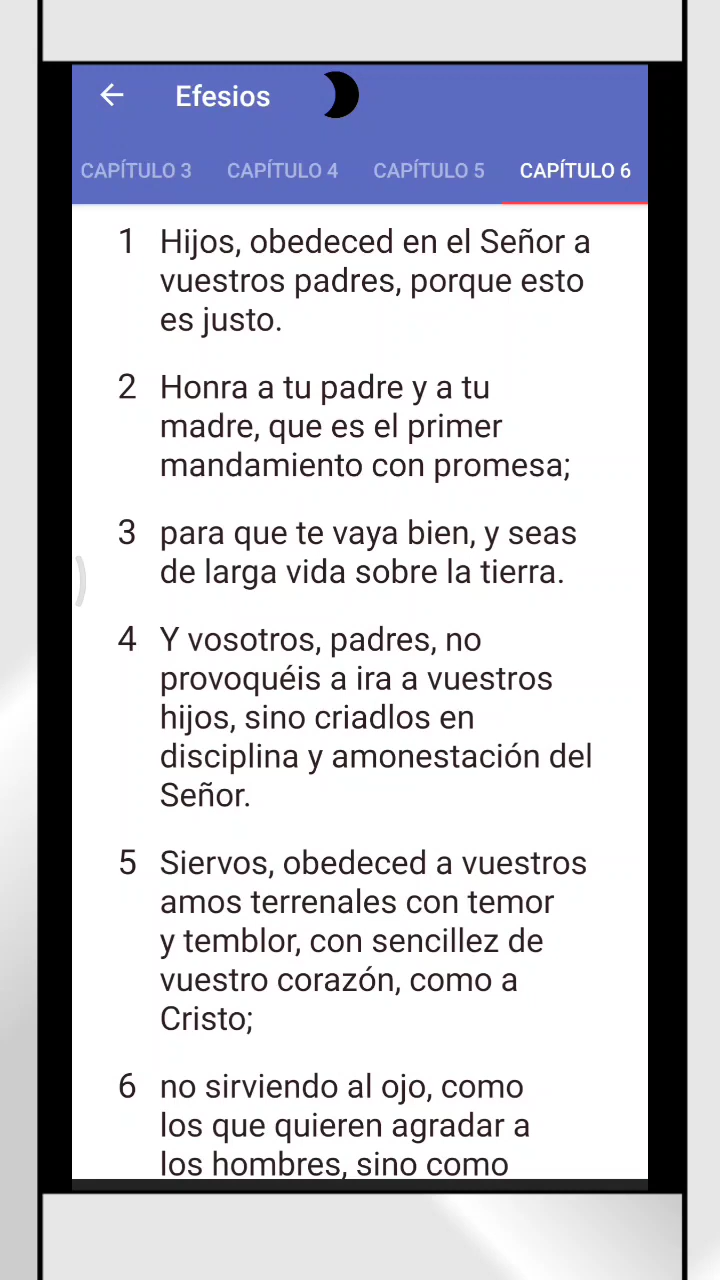 Efesios
CAPÍTULO 3 CAPÍTULO 4 CAPÍTULO 5 CAPÍTULO 6
1 Hijos, obedeced en el Señor a
vuestros padres, porque esto
es justo.
2 Honra a tu padre y a tu
madre, que es el primer
mandamiento con promesa;
3 para que te vaya bien, y seas
de larga vida sobre la tierra.
4 Y vosotros, padres, no
provoquéis a ira a vuestros
hijos, sino criadlos en
disciplina y amonestación del
Señor.
5 Siervos, obedeced a vuestros
amos terrenales con temor
y temblor, con sencillez de
vuestro corazón, como a
Cristo;
6 no sirviendo al ojo, como
los que quieren agradar a
los hombres, sino como